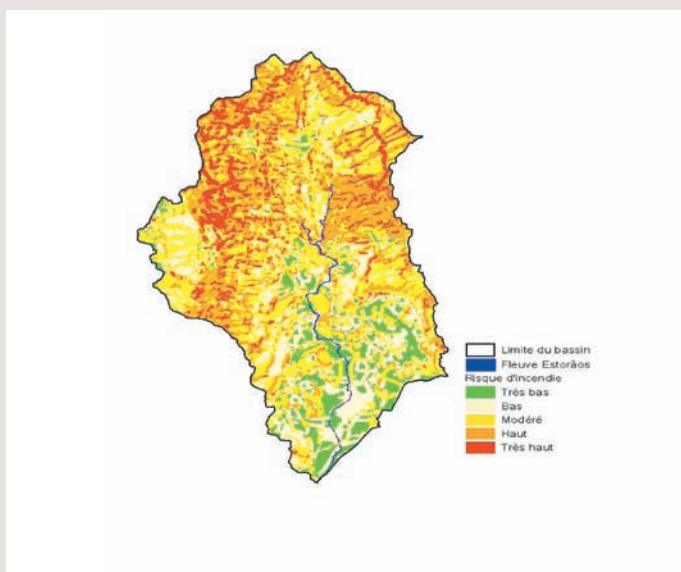 Limite du bassin
Fleuve Estorãos
Risque d'Incendie
Très bas
Bas
Modéré
Haut
Très haut